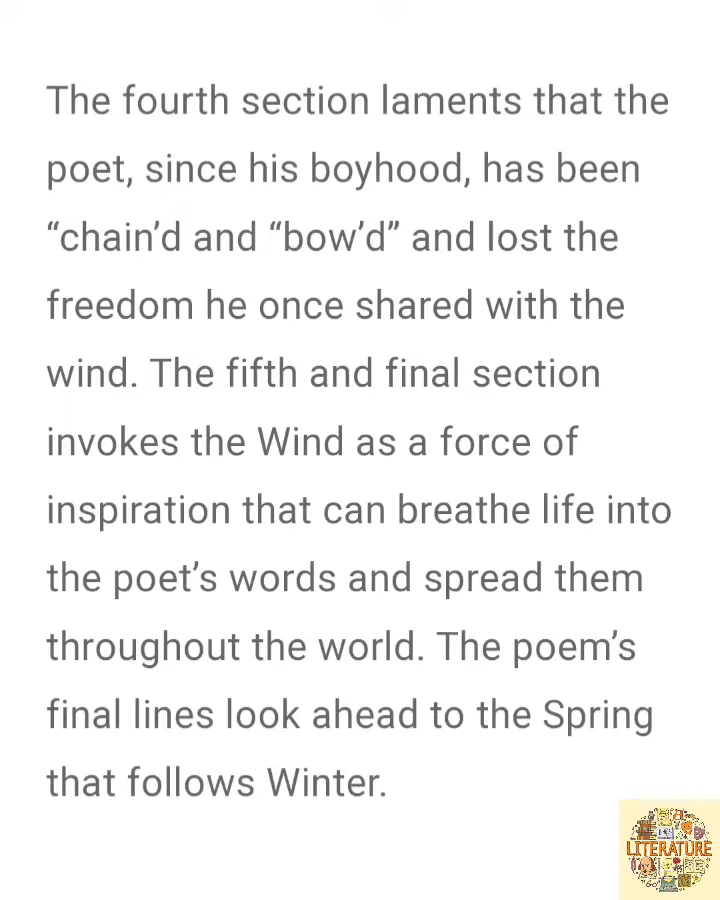 The fourth section laments that the
poet, since his boyhood, has been
“chain’d and “bow’d” and lost the
freedom he once shared with the
wind. The fifth and final section
invokes the Wind as a force of
inspiration that can breathe life into
the poet’s words and spread them
throughout the world. The poem’s
final lines look ahead to the Spring
that follows Winter.
LITERATURE